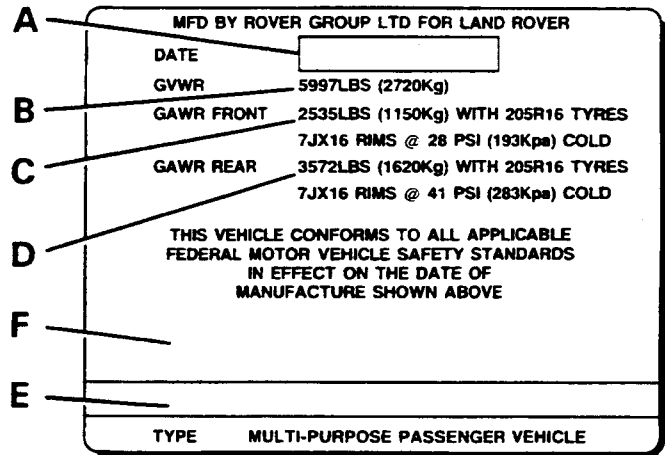 MFD BY ROVER GROUP LTD FOR LAND ROVER
A
DATE
GVWR 5997LBS (2720Kg)
B
GAWR FRONT 2535LBS (1150Kg) WITH 205R16 TYRES
7JX16 RIMS @ 28 PSI (193Kpa) COLD
C
GAWR REAR 3572LBS (1620Kg) WITH 205R16 TYRES
7JX16 RIMS @ 41 PSI (283Kpa) COLD
D
THIS VEHICLE CONFORMS TO ALL APPLICABLE
FEDERAL MOTOR VEHICLE SAFETY STANDARDS
IN EFFECT ON THE DATE OF
MANUFACTURE SHOWN ABOVE
F
E
TYPE MULTI-PURPOSE PASSENGER VEHICLE